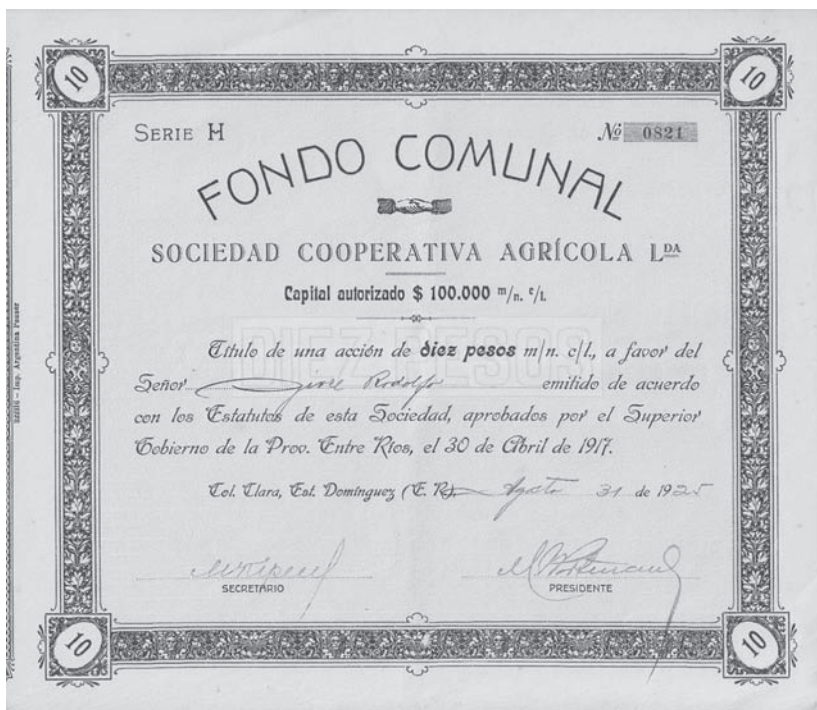 10
10
SERIE H
Nº 0821
FONDO COMUNAL
SOCIEDAD COOPERATIVA AGRÍCOLA LDA
Capital autorizado $ 100.000 m/n. c/l.
DIEZ PESOS
Título de una acción de diez pesos m/n. c/l., a favor del
Señor Rodolfo emitido de acuerdo
con los Estatutos de esta Sociedad, aprobados por el Superior
Gobierno de la Prov. Entre Ríos, el 30 de Abril de 1917.
Col. Clara, Est. Domínguez (E. R.). Agosto 31 de 1925
SECRETARIO
PRESIDENTE
10
10
Imp. Argentina Peuser